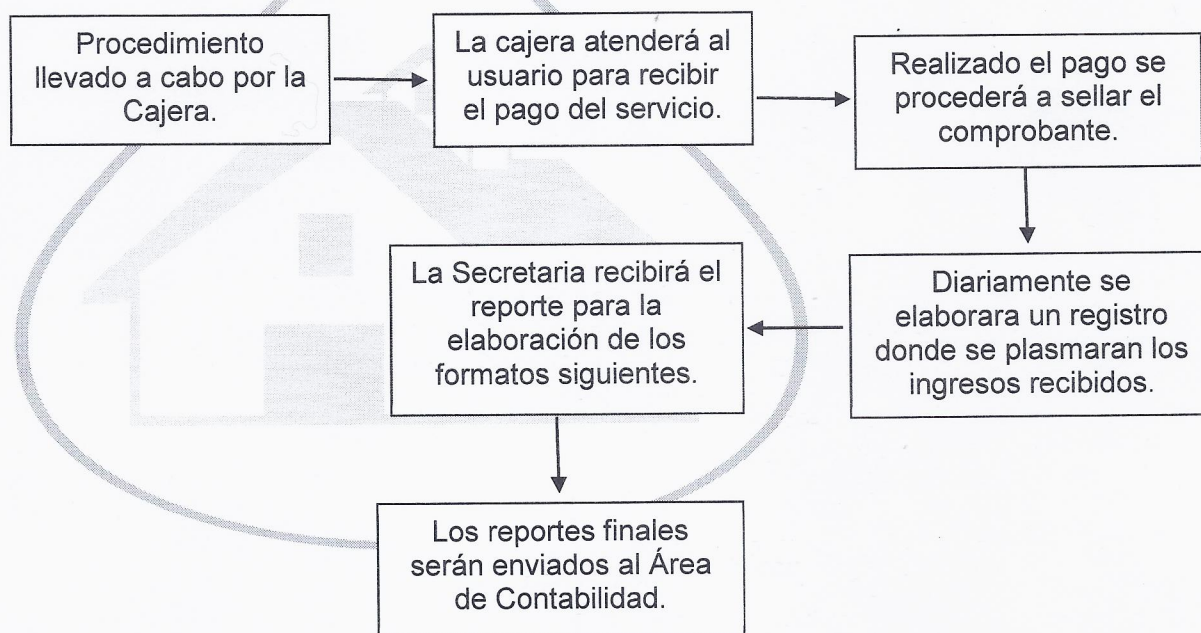 Procedimiento
llevado a cabo por la
Cajera.
La cajera atenderá al
usuario para recibir
el pago del servicio.
Realizado el pago se
procederá a sellar el
comprobante.
Diariamente se
elaborara un registro
donde se plasmaran los
ingresos recibidos.
La Secretaria recibirá el
reporte para la
elaboración de los
formatos siguientes.
Los reportes finales
serán enviados al Área
de Contabilidad.